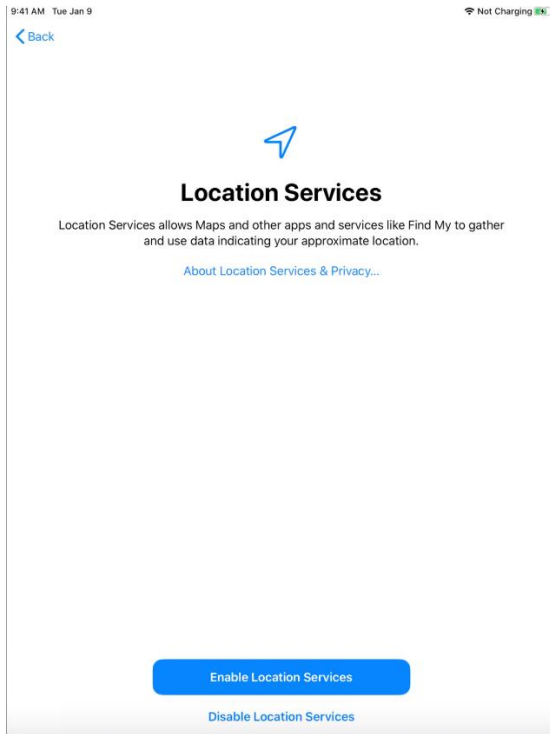 9:41 AM Tue Jan 9
Not Charging
Back
Location Services
Location Services allows Maps and other apps and services like Find My to gather
and use data indicating your approximate location.
About Location Services & Privacy...
Enable Location Services
Disable Location Services